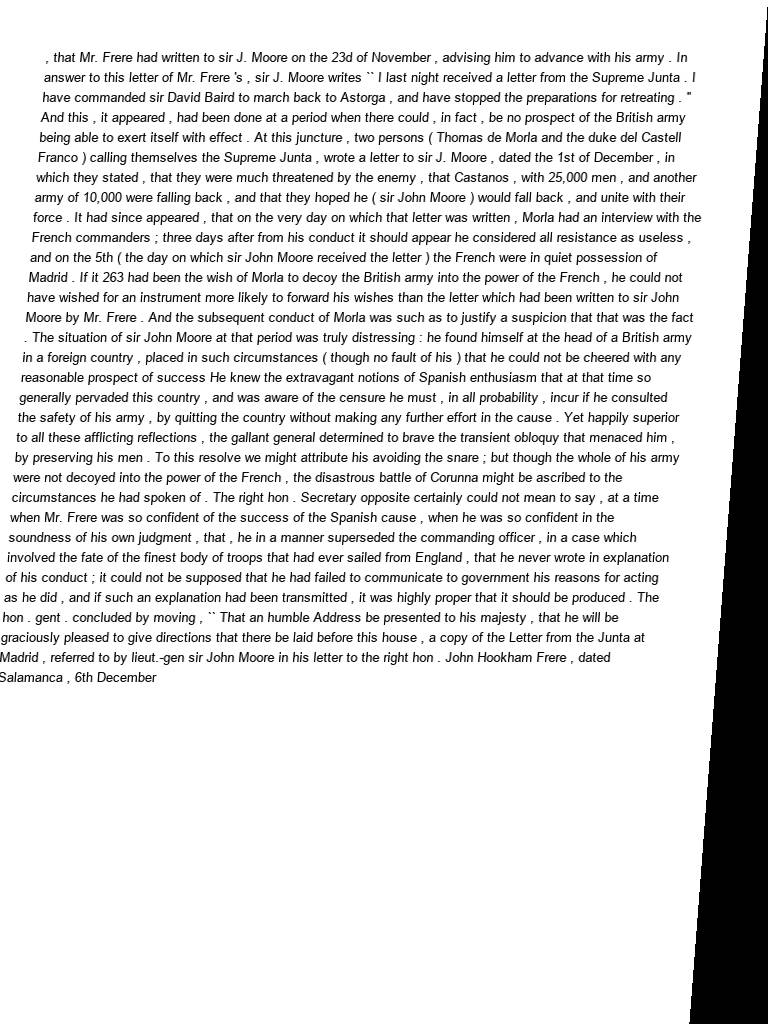 , that Mr. Frere had written to sir J. Moore on the 23d of November , advising him to advance with his army . In
answer to this letter of Mr. Frere 's , sir J. Moore writes `` I last night received a letter from the Supreme Junta . I
have commanded sir David Baird to march back to Astorga , and have stopped the preparations for retreating . "
And this , it appeared , had been done at a period when there could , in fact , be no prospect of the British army
being able to exert itself with effect . At this juncture , two persons ( Thomas de Morla and the duke del Castell
Franco ) calling themselves the Supreme Junta , wrote a letter to sir J. Moore , dated the 1st of December , in
which they stated , that they were much threatened by the enemy , that Castanos , with 25,000 men , and another
army of 10,000 were falling back , and that they hoped he ( sir John Moore ) would fall back , and unite with their
force . It had since appeared , that on the very day on which that letter was written , Morla had an interview with the
French commanders ; three days after from his conduct it should appear he considered all resistance as useless ,
and on the 5th ( the day on which sir John Moore received the letter ) the French were in quiet possession of
Madrid . If it 263 had been the wish of Morla to decoy the British army into the power of the French , he could not
have wished for an instrument more likely to forward his wishes than the letter which had been written to sir John
Moore by Mr. Frere . And the subsequent conduct of Morla was such as to justify a suspicion that that was the fact
. The situation of sir John Moore at that period was truly distressing : he found himself at the head of a British army
in a foreign country , placed in such circumstances ( though no fault of his ) that he could not be cheered with any
reasonable prospect of success He knew the extravagant notions of Spanish enthusiasm that at that time so
generally pervaded this country , and was aware of the censure he must , in all probability , incur if he consulted
the safety of his army , by quitting the country without making any further effort in the cause . Yet happily superior
to all these afflicting reflections , the gallant general determined to brave the transient obloquy that menaced him ,
by preserving his men . To this resolve we might attribute his avoiding the snare ; but though the whole of his army
were not decoyed into the power of the French , the disastrous battle of Corunna might be ascribed to the
circumstances he had spoken of . The right hon . Secretary opposite certainly could not mean to say , at a time
when Mr. Frere was so confident of the success of the Spanish cause , when he was so confident in the
soundness of his own judgment , that , he in a manner superseded the commanding officer , in a case which
involved the fate of the finest body of troops that had ever sailed from England , that he never wrote in explanation
of his conduct ; it could not be supposed that he had failed to communicate to government his reasons for acting
as he did , and if such an explanation had been transmitted , it was highly proper that it should be produced . The
hon . gent . concluded by moving , `` That an humble Address be presented to his majesty , that he will be
graciously pleased to give directions that there be laid before this house , a copy of the Letter from the Junta at
Madrid , referred to by lieut.-gen sir John Moore in his letter to the right hon . John Hookham Frere , dated
Salamanca , 6th December